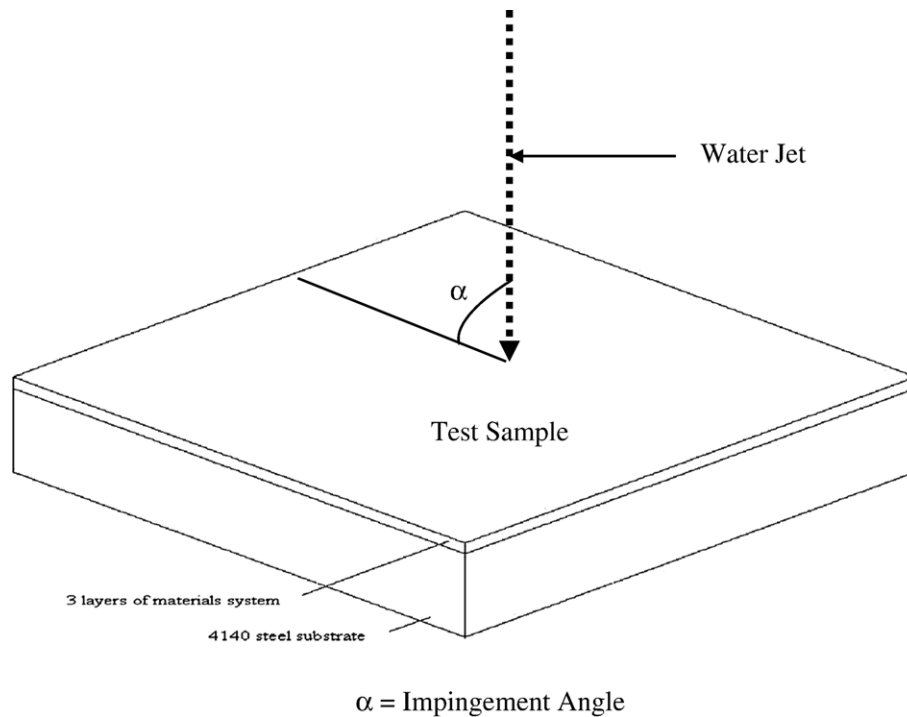 Water Jet
α
Test Sample
3 layers of materials system
4140 steel substrate
α = Impingement Angle